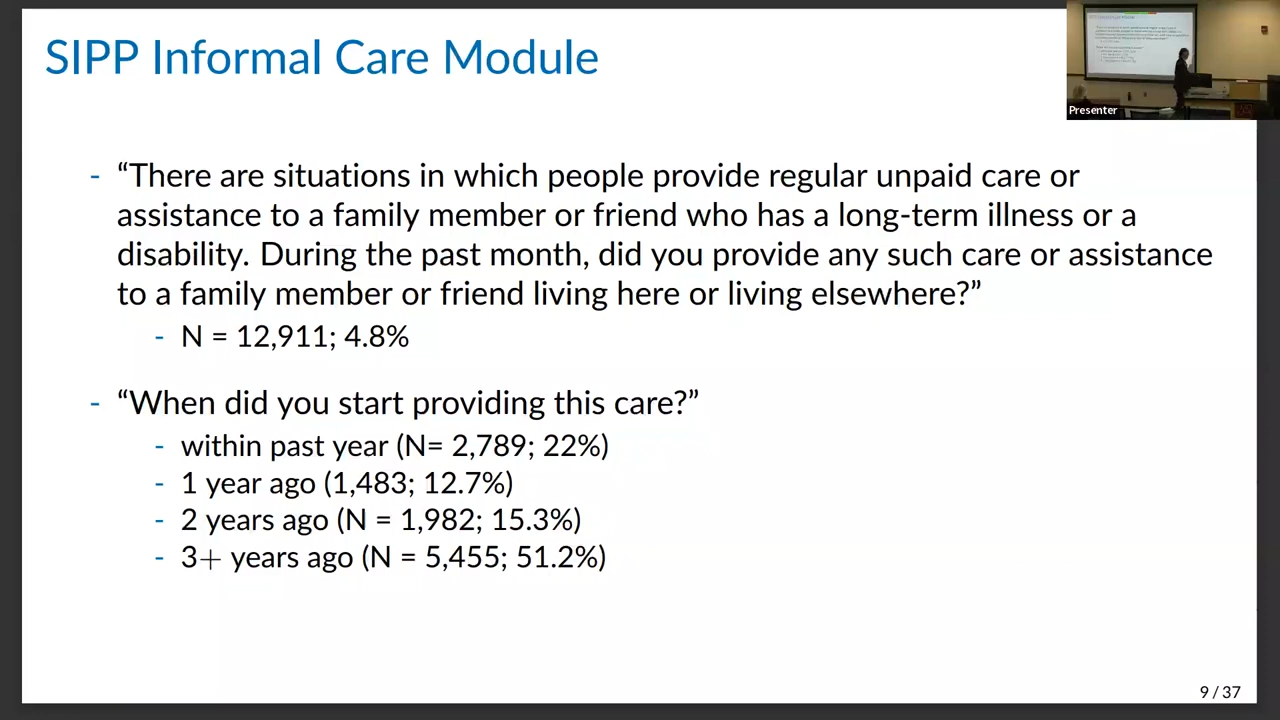 SIPP Informal Care Module
Presenter
- “There are situations in which people provide regular unpaid care or
assistance to a family member or friend who has a long-term illness or a
disability. During the past month, did you provide any such care or assistance
to a family member or friend living here or living elsewhere?”
- N = 12,911; 4.8%
- “When did you start providing this care?”
- within past year (N= 2,789; 22%)
- 1 year ago (1,483; 12.7%)
- 2 years ago (N = 1,982; 15.3%)
- 3+ years ago (N = 5,455; 51.2%)
9 / 37